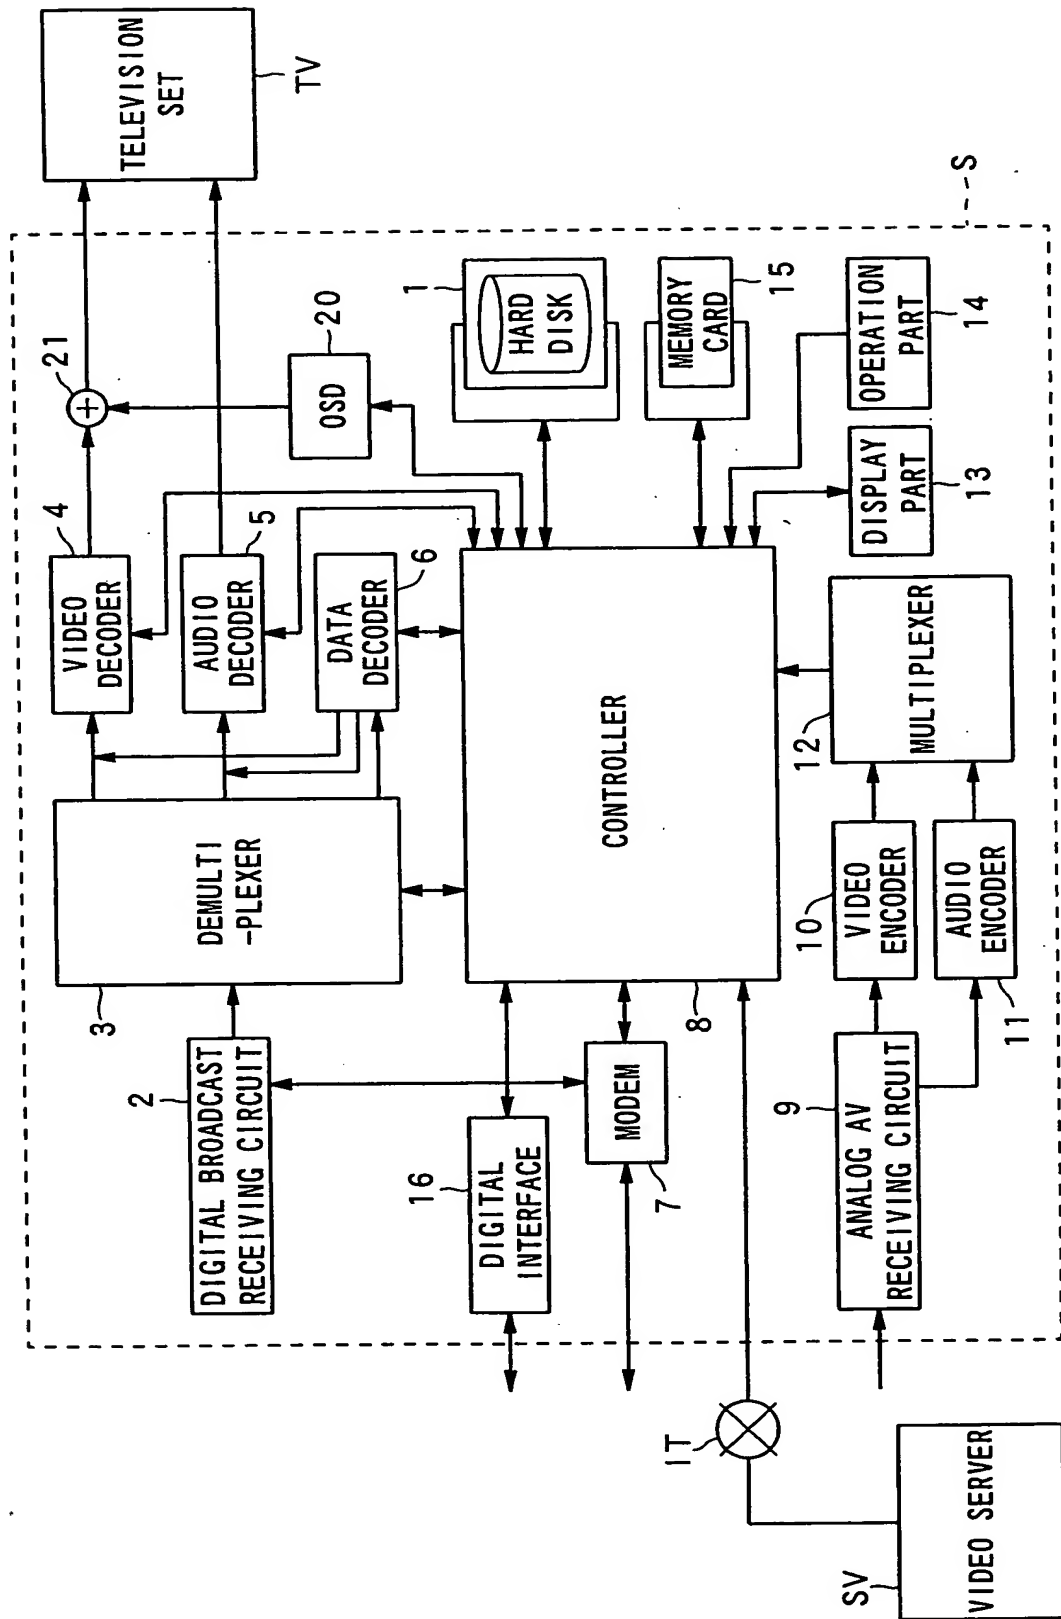 TELEVISION
SET
TV
S
21
20
OSD
1
HARD
DISK
MEMORY
CARD
15
OPERATION
PART
14
DISPLAY
PART
13
4
VIDEO
DECODER
5
AUDIO
DECODER
6
DATA
DECODER
3
DEMULTI
-PLEXER
CONTROLLER
8
12
MULTIPLEXER
10
VIDEO
ENCODER
AUDIO
ENCODER
11
2
DIGITAL BROADCAST
RECEIVING CIRCUIT
16
DIGITAL
INTERFACE
MODEM
7
9
ANALOG AV
RECEIVING CIRCUIT
IT
SV
VIDEO SERVER